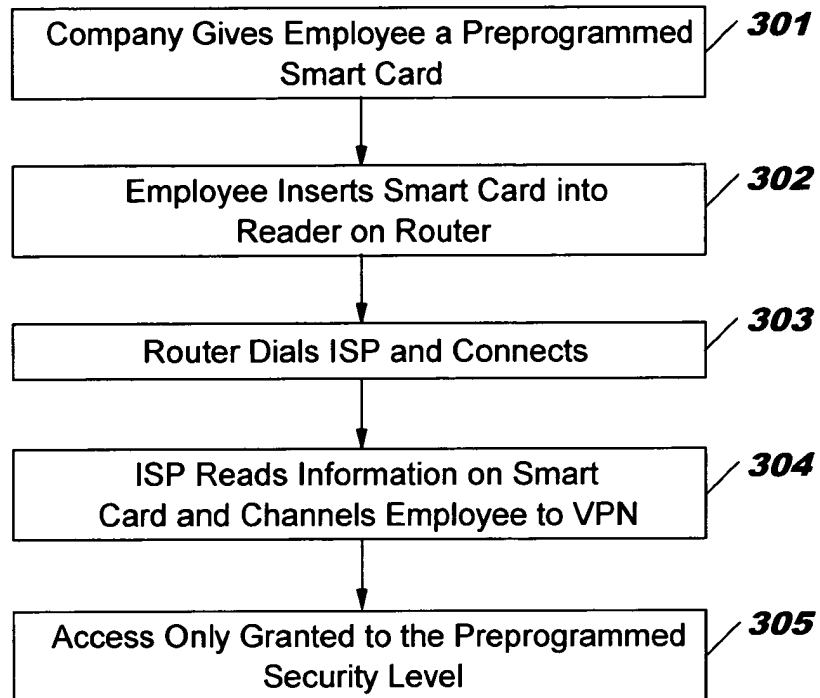 Company Gives Employee a Preprogrammed
Smart Card
301
Employee Inserts Smart Card into
Reader on Router
302
Router Dials ISP and Connects
303
ISP Reads Information on Smart
Card and Channels Employee to VPN
304
Access Only Granted to the Preprogrammed
Security Level
305